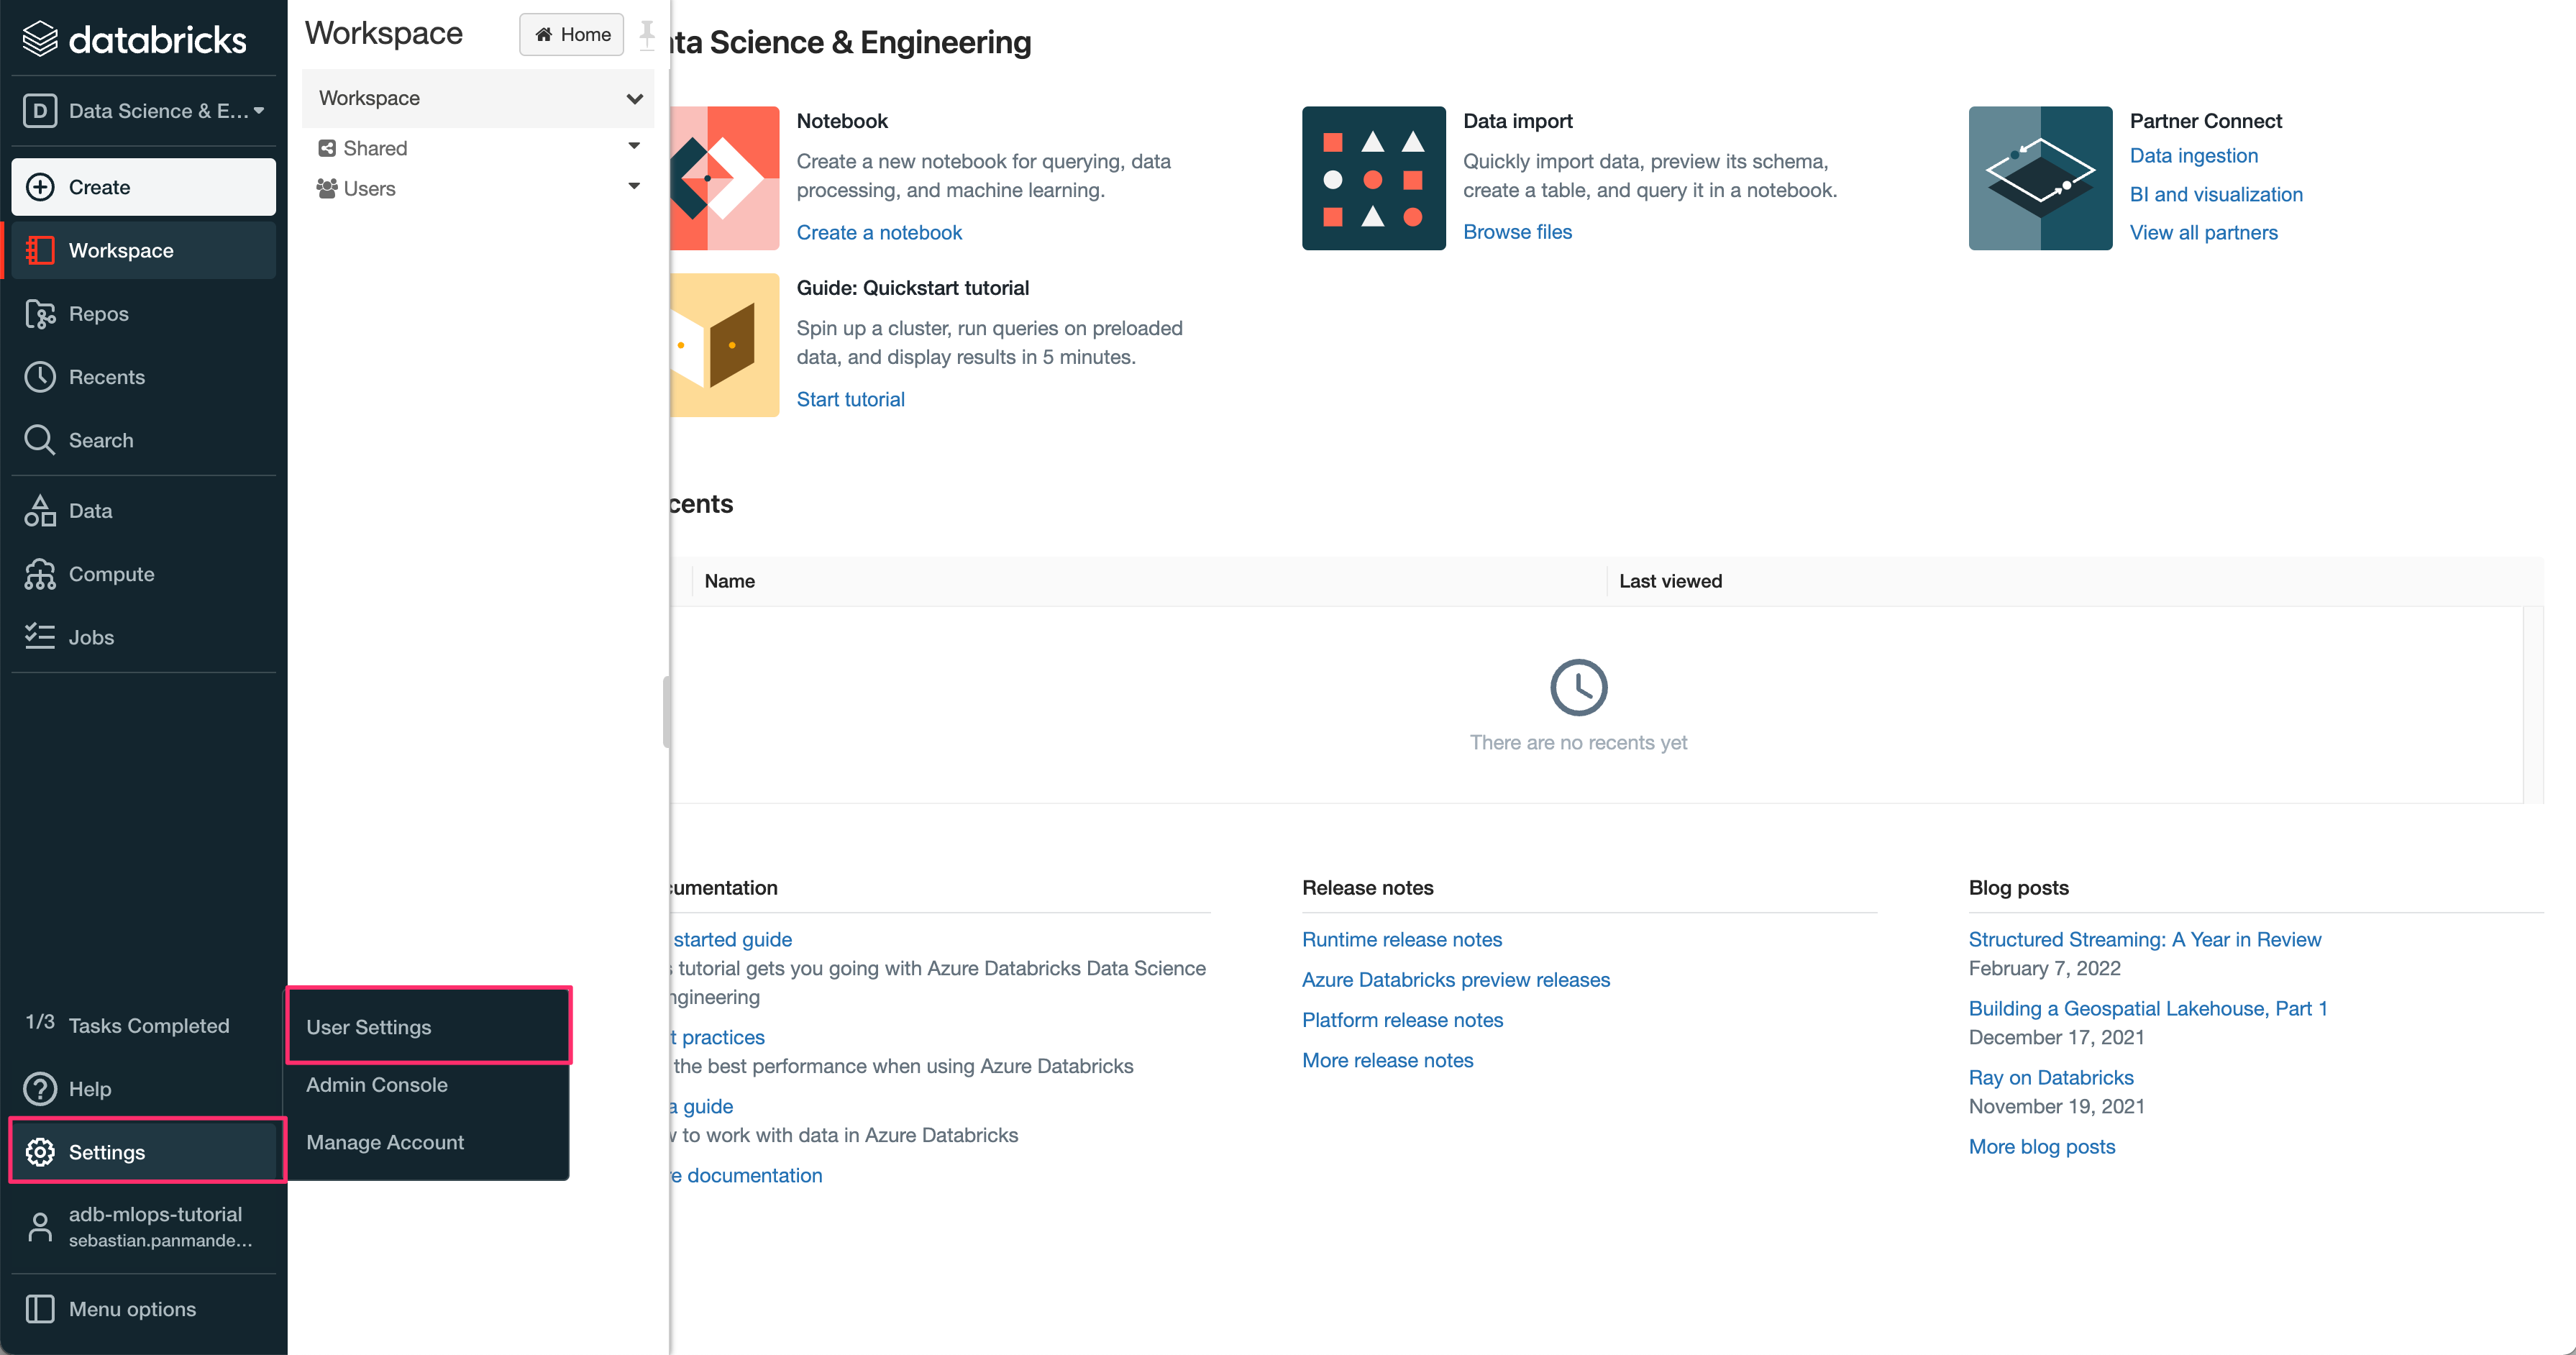 databricks
D Data Science & E...
Create
Workspace
Repos
Recents
Search
Data
Compute
Jobs
1/3 Tasks Completed
Help
Settings
adb-mlops-tutorial
sebastian.panmande...
Menu options
Workspace
Home
Workspace
Shared
Users
User Settings
Admin Console
Manage Account
ta Science & Engineering
Notebook
Create a new notebook for querying, data
processing, and machine learning.
Create a notebook
Data import
Quickly import data, preview its schema,
create a table, and query it in a notebook.
Browse files
Partner Connect
Data ingestion
BI and visualization
View all partners
Guide: Quickstart tutorial
Spin up a cluster, run queries on preloaded
data, and display results in 5 minutes.
Start tutorial
cents
Name
Last viewed
There are no recents yet
cumentation
started guide
s tutorial gets you going with Azure Databricks Data Science
ngineering
t practices
the best performance when using Azure Databricks
a guide
w to work with data in Azure Databricks
re documentation
Release notes
Runtime release notes
Azure Databricks preview releases
Platform release notes
More release notes
Blog posts
Structured Streaming: A Year in Review
February 7, 2022
Building a Geospatial Lakehouse, Part 1
December 17, 2021
Ray on Databricks
November 19, 2021
More blog posts